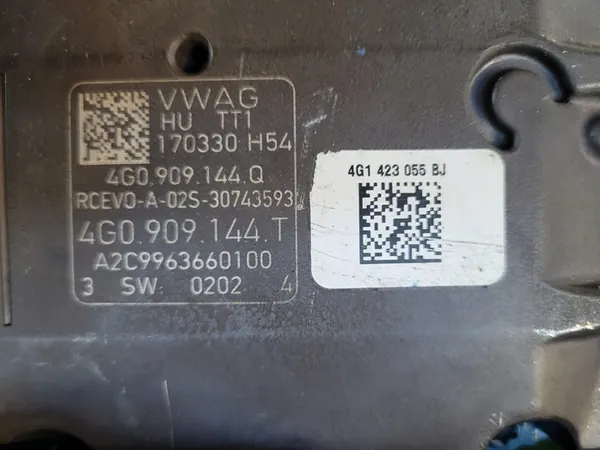 VWAG
HU TT1
170330 H54
4G0.909.144.Q
RCEVO-A-02S-30743593
4G0.909.144.T
A2C9963660100
3 SW: 0202 4
4G1 423 055 BJ